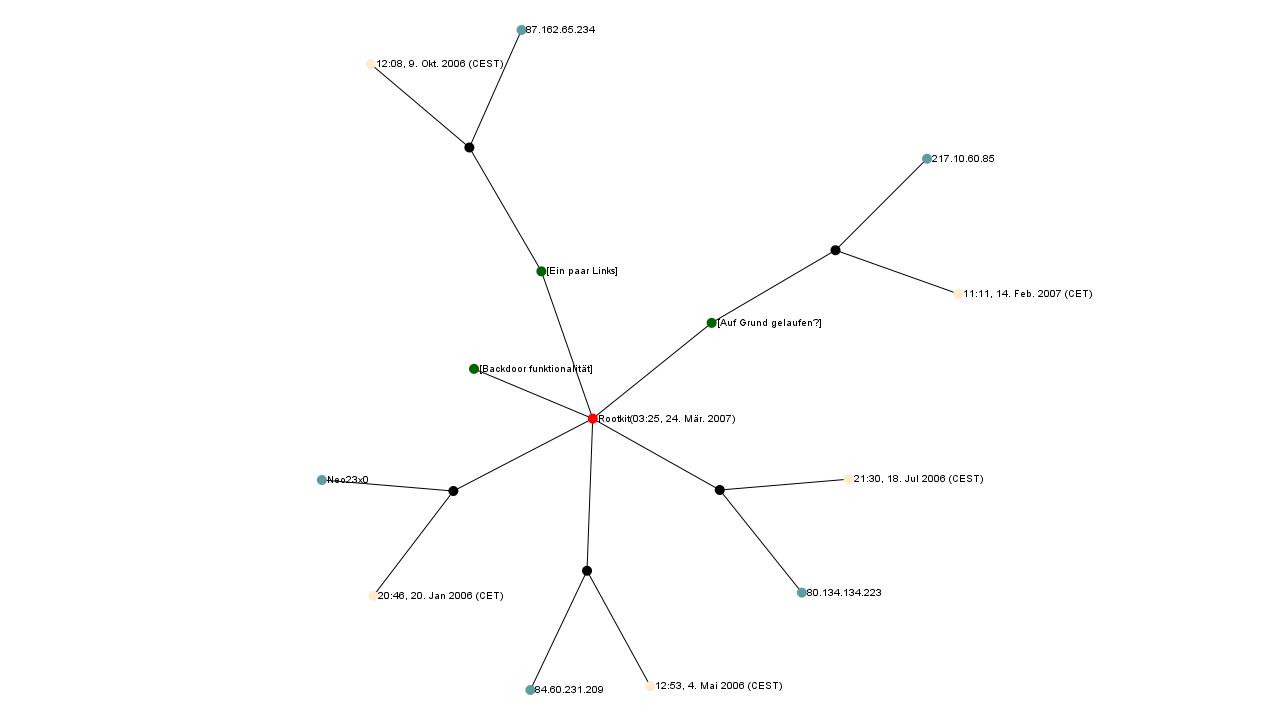 87.162.65.234
12:08, 9. Okt. 2006 (CEST)
217.10.60.85
[Ein paar Links]
11:11, 14. Feb. 2007 (CET)
[Auf Grund gelaufen?]
[Backdoor funktionalität]
Rootkit(03:25, 24. Mär. 2007)
Neo23x0
21:30, 18. Jul 2006 (CEST)
20:46, 20. Jan 2006 (CET)
80.134.134.223
84.60.231.209
12:53, 4. Mai 2006 (CEST)